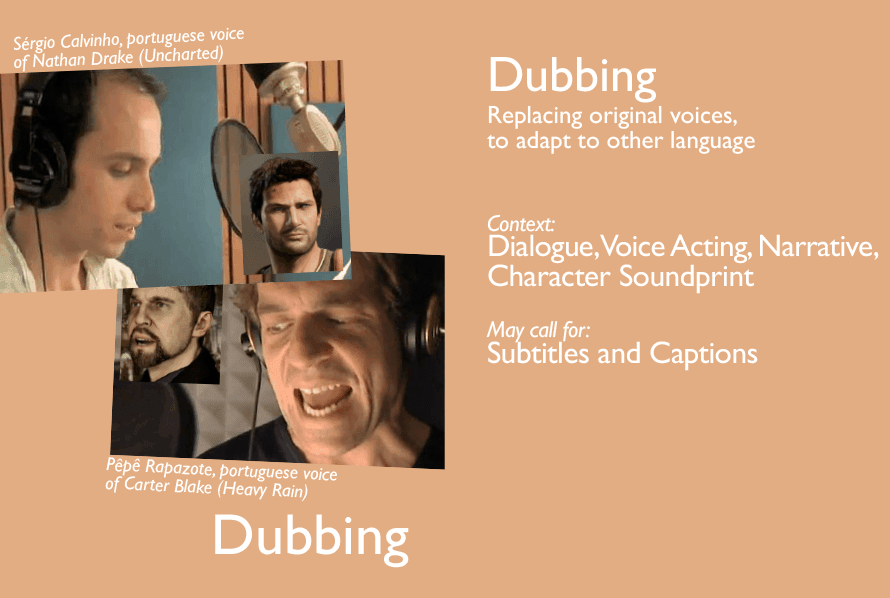 Sérgio Calvinho, portuguese voice
of Nathan Drake (Uncharted)
Pêpê Rapazote, portuguese voice
of Carter Blake (Heavy Rain)
Dubbing
Dubbing
Replacing original voices,
to adapt to other language
Context:
Dialogue, Voice Acting, Narrative,
Character Soundprint
May call for:
Subtitles and Captions